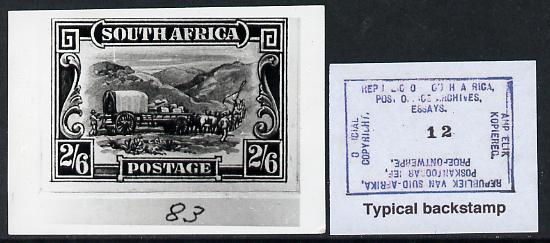 SOUTH AFRICA
2/6 POSTAGE 2/6
83
AFRICA,
ARCHIVES,
ESSAYS.
COPYRIGHT.
12
KOPIEREG.
REPUBLIEK VAN SUID-AFRIKA,
PROEF-ONTWERPE.
Typical backstamp